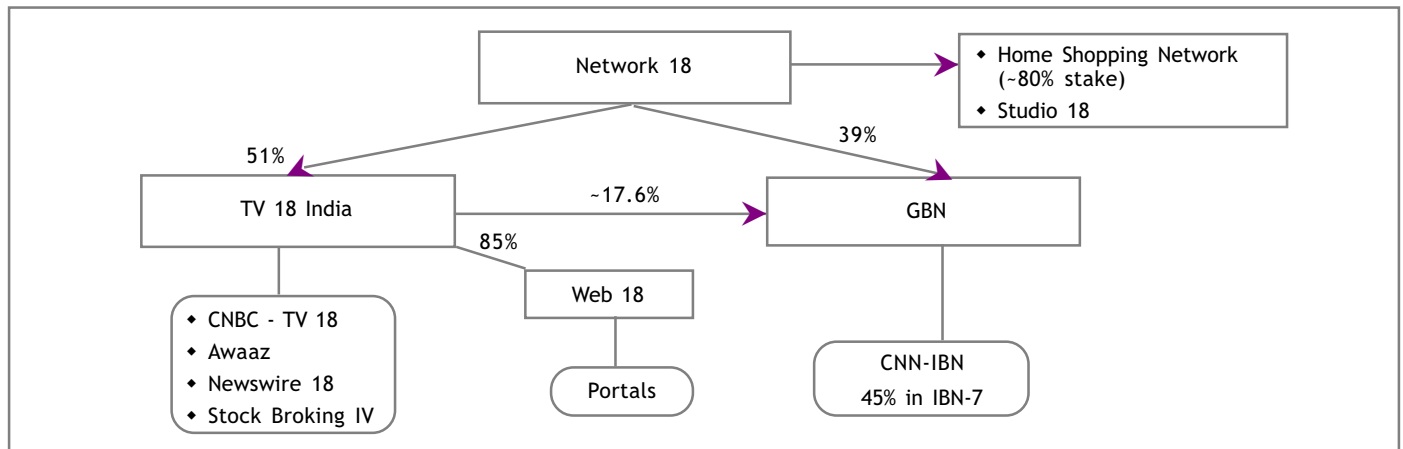 Network 18
◆ Home Shopping Network
(~80% stake)
◆ Studio 18
51%
39%
TV 18 India
~17.6%
GBN
85%
Web 18
◆ CNBC - TV 18
◆ Awaaz
◆ Newswire 18
◆ Stock Broking IV
Portals
CNN-IBN
45% in IBN-7